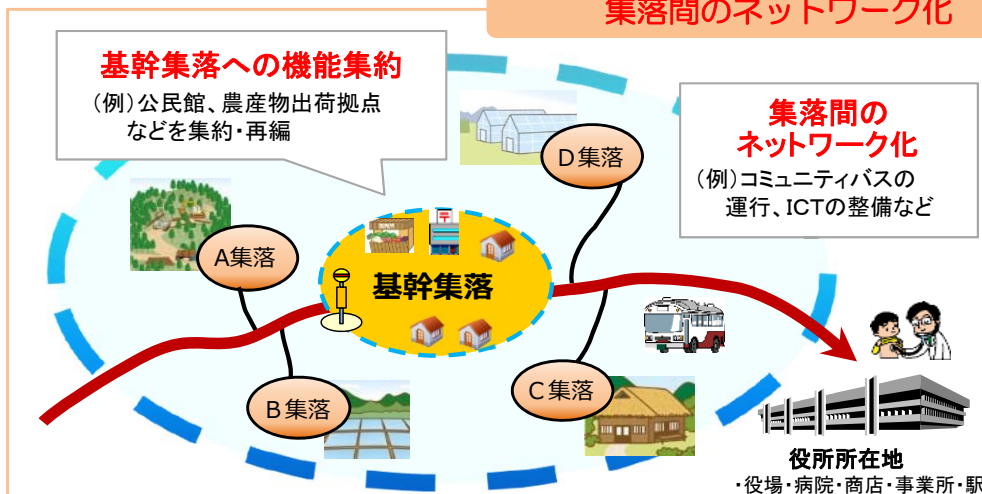 集落間のネットワーク化
基幹集落への機能集約
（例）公民館、農産物出荷拠点
などを集約・再編
集落間の
ネットワーク化
（例）コミュニティバスの
運行、ICTの整備など
D集落
A集落
〒
基幹集落
B集落
C集落
役所所在地
・役場・病院・商店・事業所・駅